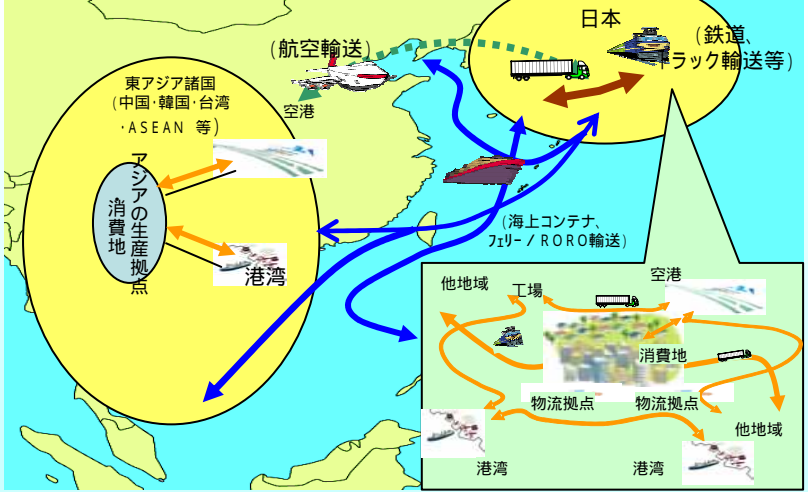 日本
(鉄道、
トラック輸送等)
(航空輸送)
空港
東アジア諸国
(中国・韓国・台湾
・ASEAN 等)
アジアの生産拠点
消費地
港湾
(海上コンテナ、
フェリー/RORO輸送)
他地域
工場
空港
消費地
物流拠点
物流拠点
他地域
港湾
港湾